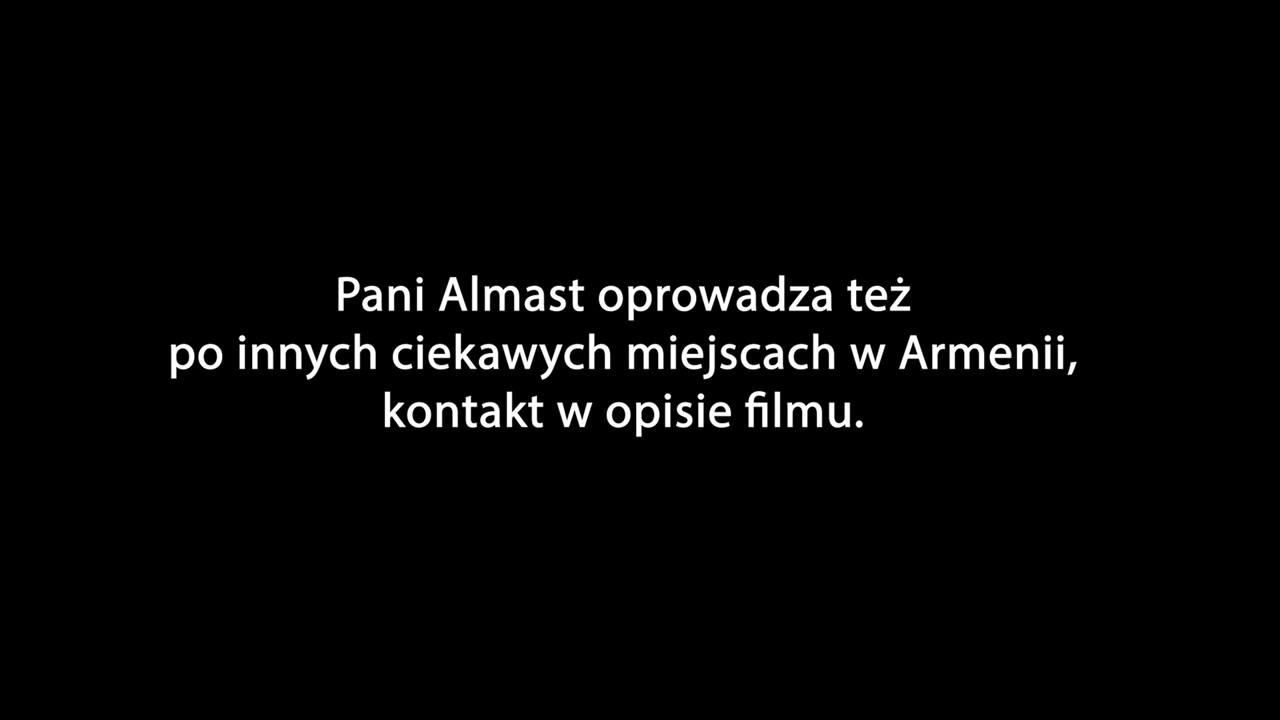 Pani Almast oprowadza też
po innych ciekawych miejscach w Armenii,
kontakt w opisie filmu.